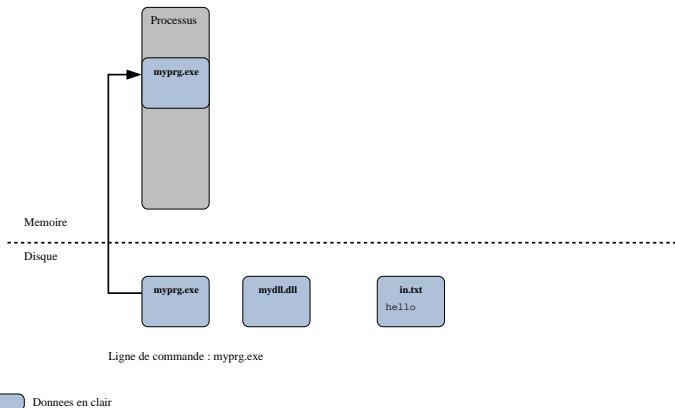 Processus
myprg.exe
Memoire
Disque
myprg.exe
mydll.dll
in.txt
hello
Ligne de commande : myprg.exe
Donnees en clair